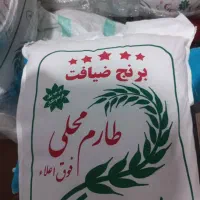 برنج ضیافت
طارم محلی
فوق اعلاء